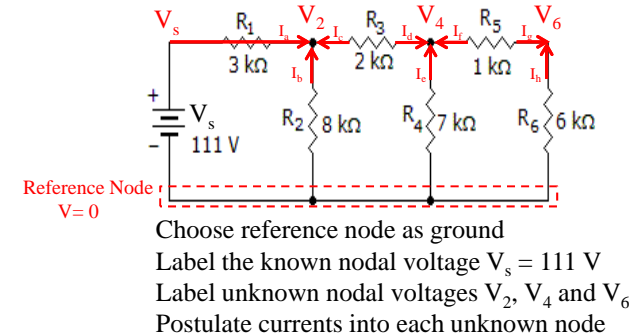 Vs V2 V4 V6
R1 Ia Ic R3 Id If R5 Ig
3 kΩ 2 kΩ 1 kΩ
Ib Ie Ih
+ Vs R2 8 kΩ R4 7 kΩ R6 6 kΩ
− 111 V
Reference Node
V= 0
Choose reference node as ground
Label the known nodal voltage Vs = 111 V
Label unknown nodal voltages V2, V4 and V6
Postulate currents into each unknown node